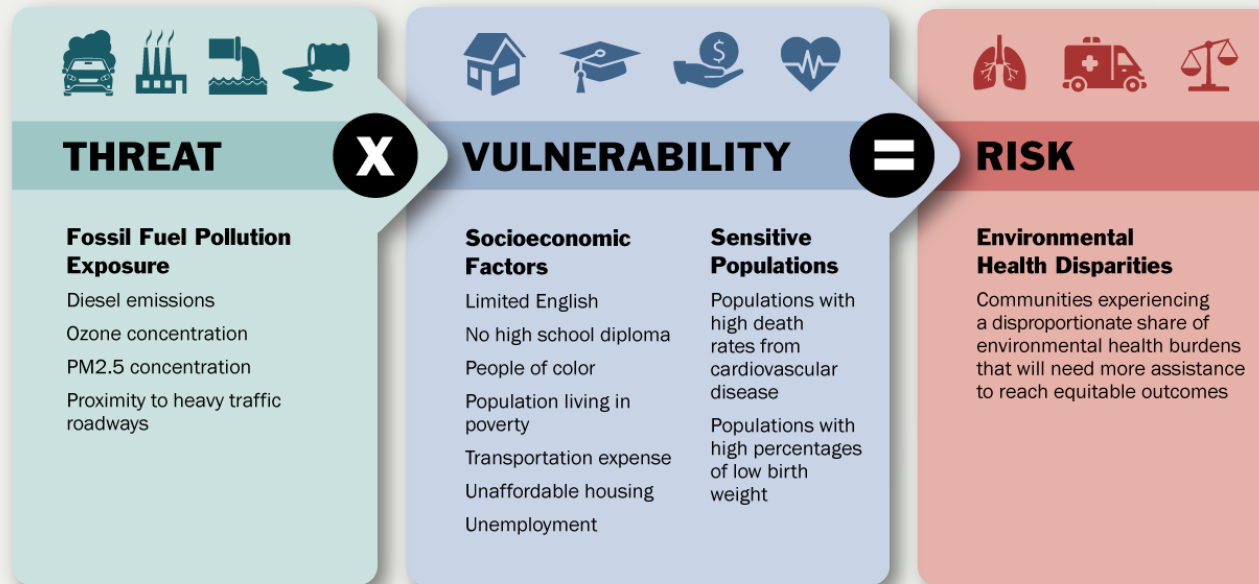 THREAT
X
VULNERABILITY
=
RISK
Fossil Fuel Pollution
Exposure
Diesel emissions
Ozone concentration
PM2.5 concentration
Proximity to heavy traffic
roadways
Socioeconomic
Factors
Limited English
No high school diploma
People of color
Population living in
poverty
Transportation expense
Unaffordable housing
Unemployment
Sensitive
Populations
Populations with
high death
rates from
cardiovascular
disease
Populations with
high percentages
of low birth
weight
Environmental
Health Disparities
Communities experiencing
a disproportionate share of
environmental health burdens
that will need more assistance
to reach equitable outcomes
$